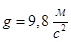 g = 9,8 м/с²